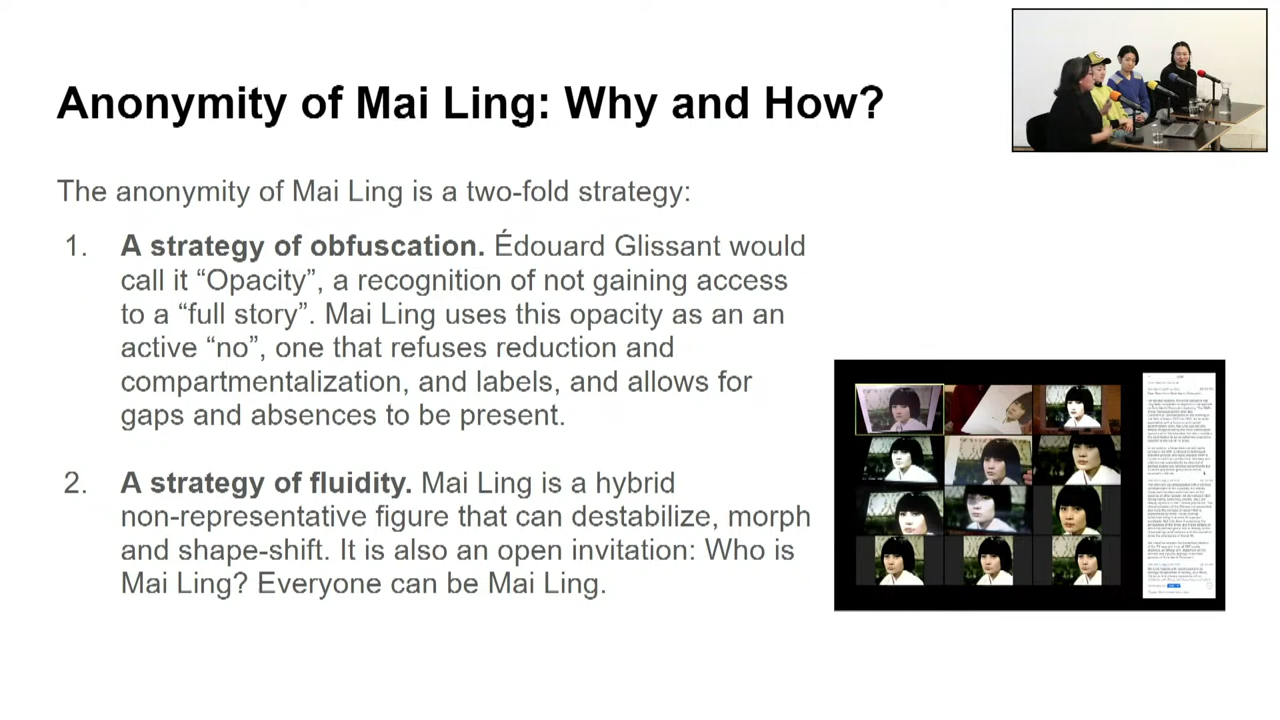 Anonymity of Mai Ling: Why and How?
The anonymity of Mai Ling is a two-fold strategy:
1. A strategy of obfuscation. Édouard Glissant would
call it “Opacity”, a recognition of not gaining access
to a “full story”. Mai Ling uses this opacity as an an
active “no”, one that refuses reduction and
compartmentalization, and labels, and allows for
gaps and absences to be present.
2. A strategy of fluidity. Mai Ling is a hybrid
non-representative figure that can destabilize, morph
and shape-shift. It is also an open invitation: Who is
Mai Ling? Everyone can be Mai Ling.